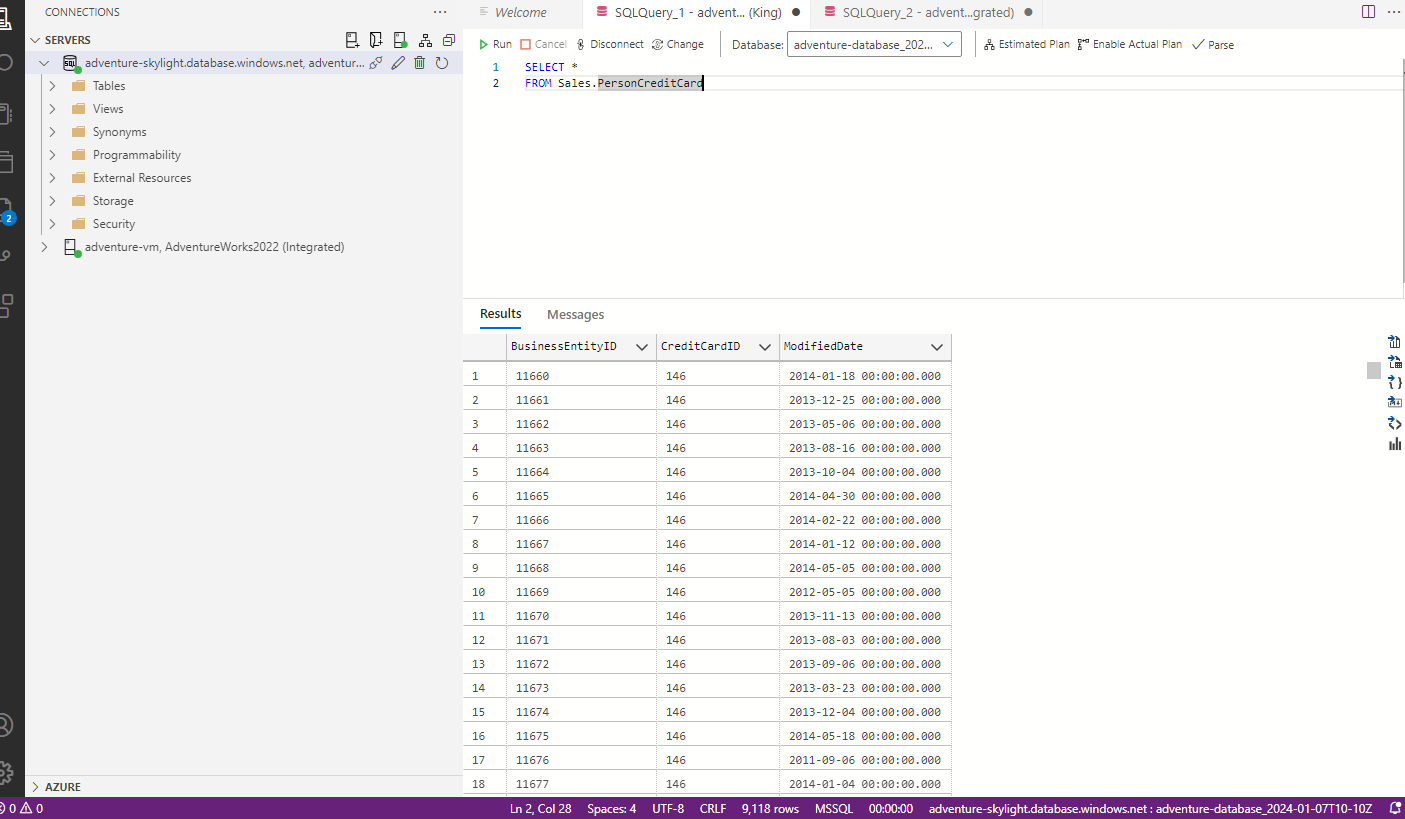 CONNECTIONS
SERVERS
adventure-skylight.database.windows.net, adventur...
Tables
Views
Synonyms
Programmability
External Resources
Storage
Security
adventure-vm, AdventureWorks2022 (Integrated)
AZURE
2
Welcome
SQLQuery_1 - advent... (King)
SQLQuery_2 - advent...grated)
Run Cancel Disconnect Change Database: adventure-database_202... Estimated Plan Enable Actual Plan Parse
1 SELECT *
2 FROM Sales.PersonCreditCard
Results Messages
BusinessEntityID CreditCardID ModifiedDate
1 11660 146 2014-01-18 00:00:00.000
2 11661 146 2013-12-25 00:00:00.000
3 11662 146 2013-05-06 00:00:00.000
4 11663 146 2013-08-16 00:00:00.000
5 11664 146 2013-10-04 00:00:00.000
6 11665 146 2014-04-30 00:00:00.000
7 11666 146 2014-02-22 00:00:00.000
8 11667 146 2014-01-12 00:00:00.000
9 11668 146 2014-05-05 00:00:00.000
10 11669 146 2012-05-05 00:00:00.000
11 11670 146 2013-11-13 00:00:00.000
12 11671 146 2013-08-03 00:00:00.000
13 11672 146 2013-09-06 00:00:00.000
14 11673 146 2013-03-23 00:00:00.000
15 11674 146 2013-12-04 00:00:00.000
16 11675 146 2014-05-18 00:00:00.000
17 11676 146 2011-09-06 00:00:00.000
18 11677 146 2014-01-04 00:00:00.000
0 0 Ln 2, Col 28 Spaces: 4 UTF-8 CRLF 9,118 rows MSSQL 00:00:00 adventure-skylight.database.windows.net : adventure-database_2024-01-07T10-10Z